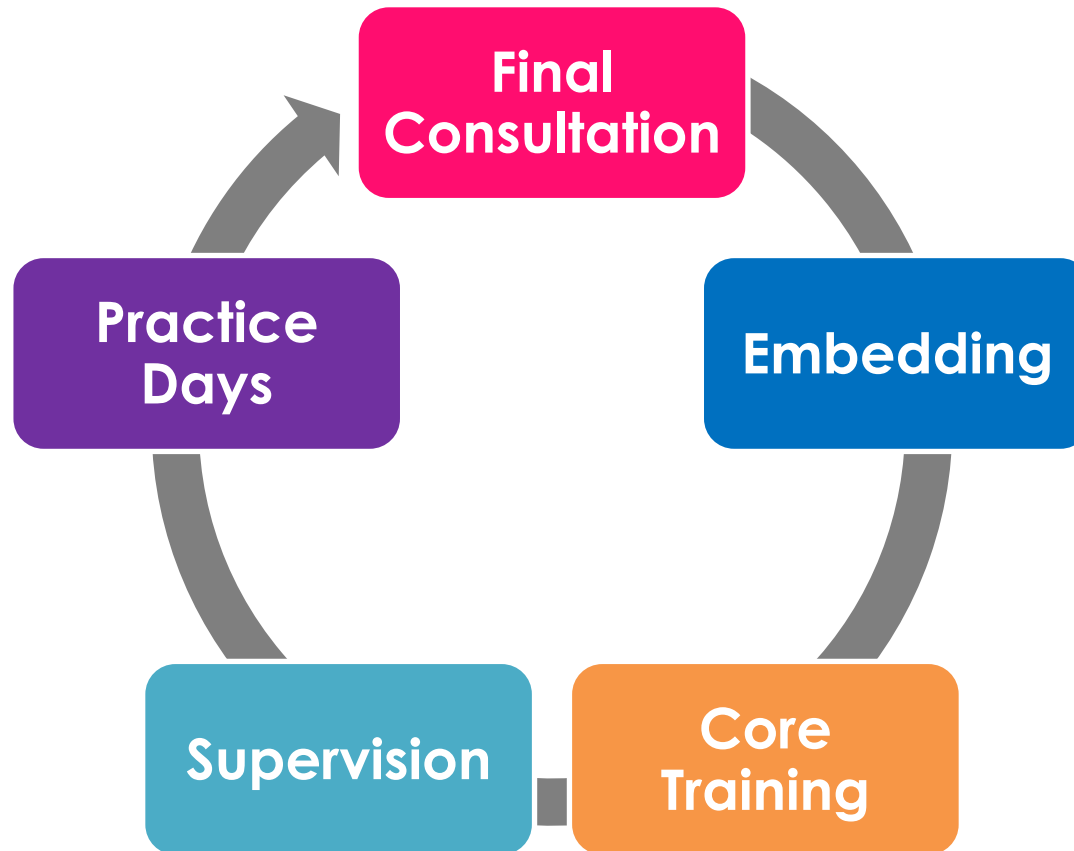 Final
Consultation
Embedding
Core
Training
Supervision
Practice
Days